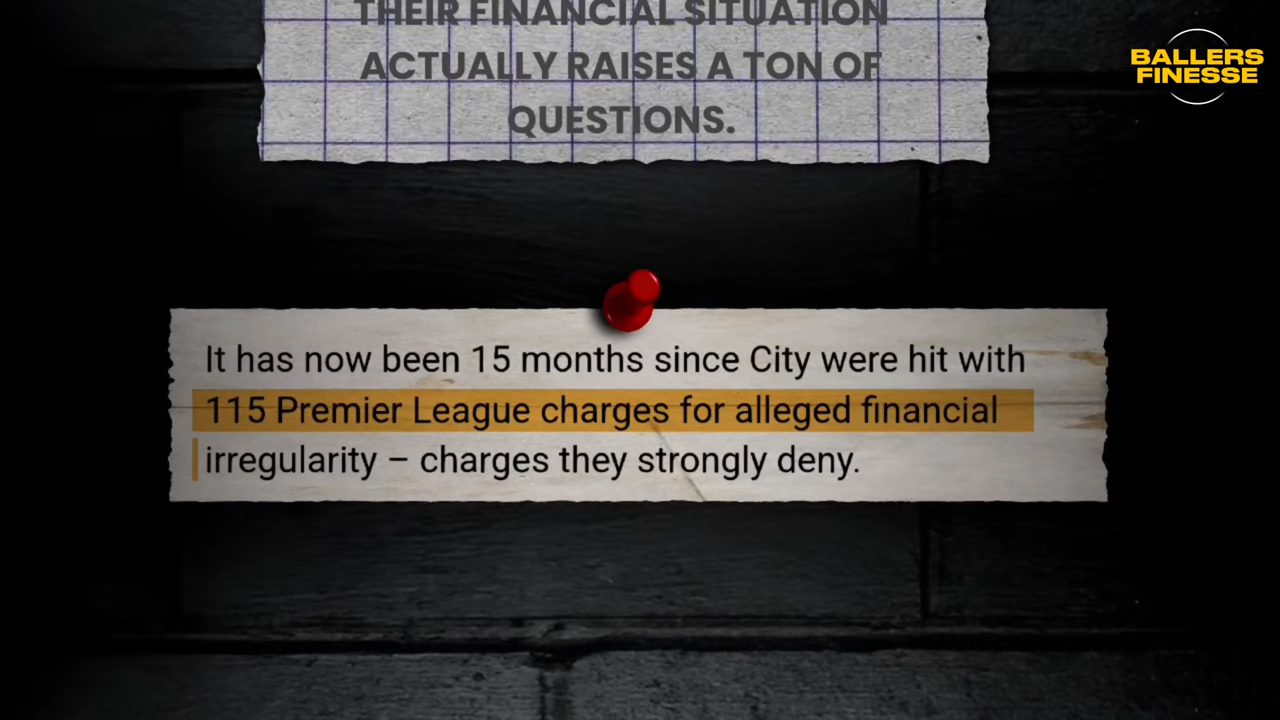 THEIR FINANCIAL SITUATION
ACTUALLY RAISES A TON OF
QUESTIONS.
BALLERS
FINESSE
It has now been 15 months since City were hit with
115 Premier League charges for alleged financial
irregularity – charges they strongly deny.